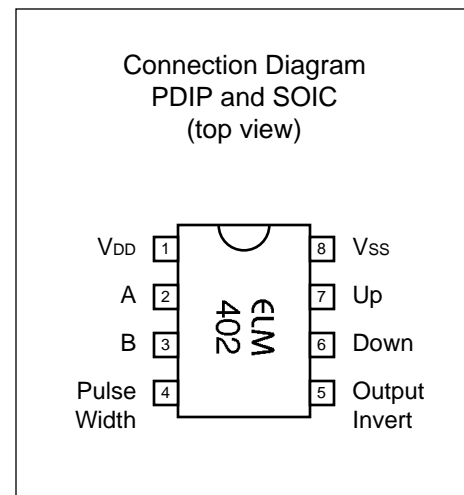 Connection Diagram
PDIP and SOIC
(top view)
VDD 1 8 VSS
A 2 7 Up
B 3 6 Down
Pulse Width 4 5 Output Invert
ELM
402